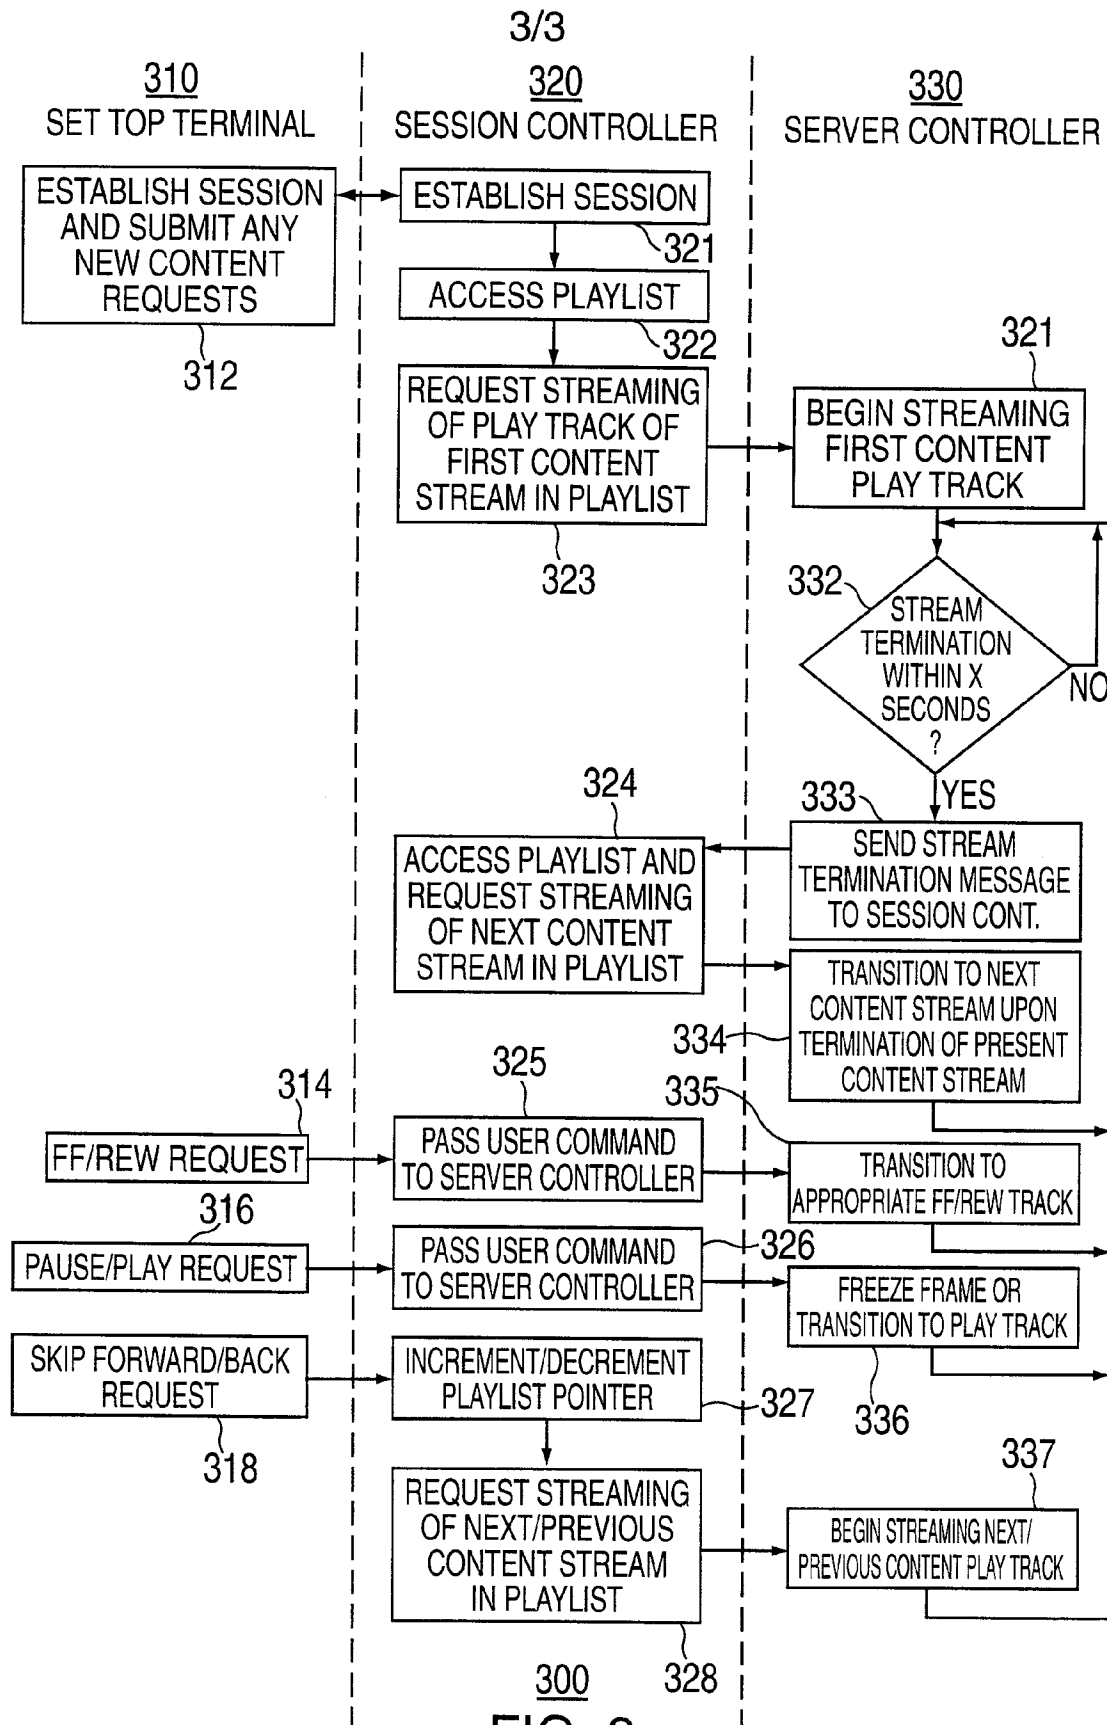 3/3
310
SET TOP TERMINAL
320
SESSION CONTROLLER
330
SERVER CONTROLLER
ESTABLISH SESSION
AND SUBMIT ANY
NEW CONTENT
REQUESTS
312
ESTABLISH SESSION
321
ACCESS PLAYLIST
322
REQUEST STREAMING
OF PLAY TRACK OF
FIRST CONTENT
STREAM IN PLAYLIST
323
321
BEGIN STREAMING
FIRST CONTENT
PLAY TRACK
332
STREAM
TERMINATION
WITHIN X
SECONDS
?
NO
YES
333
SEND STREAM
TERMINATION MESSAGE
TO SESSION CONT.
324
ACCESS PLAYLIST AND
REQUEST STREAMING
OF NEXT CONTENT
STREAM IN PLAYLIST
TRANSITION TO NEXT
CONTENT STREAM UPON
TERMINATION OF PRESENT
CONTENT STREAM
334
314
FF/REW REQUEST
325
PASS USER COMMAND
TO SERVER CONTROLLER
335
TRANSITION TO
APPROPRIATE FF/REW TRACK
316
PAUSE/PLAY REQUEST
PASS USER COMMAND
TO SERVER CONTROLLER
326
FREEZE FRAME OR
TRANSITION TO PLAY TRACK
336
SKIP FORWARD/BACK
REQUEST
318
INCREMENT/DECREMENT
PLAYLIST POINTER
327
REQUEST STREAMING
OF NEXT/PREVIOUS
CONTENT STREAM
IN PLAYLIST
328
337
BEGIN STREAMING NEXT/
PREVIOUS CONTENT PLAY TRACK
300
FIG.